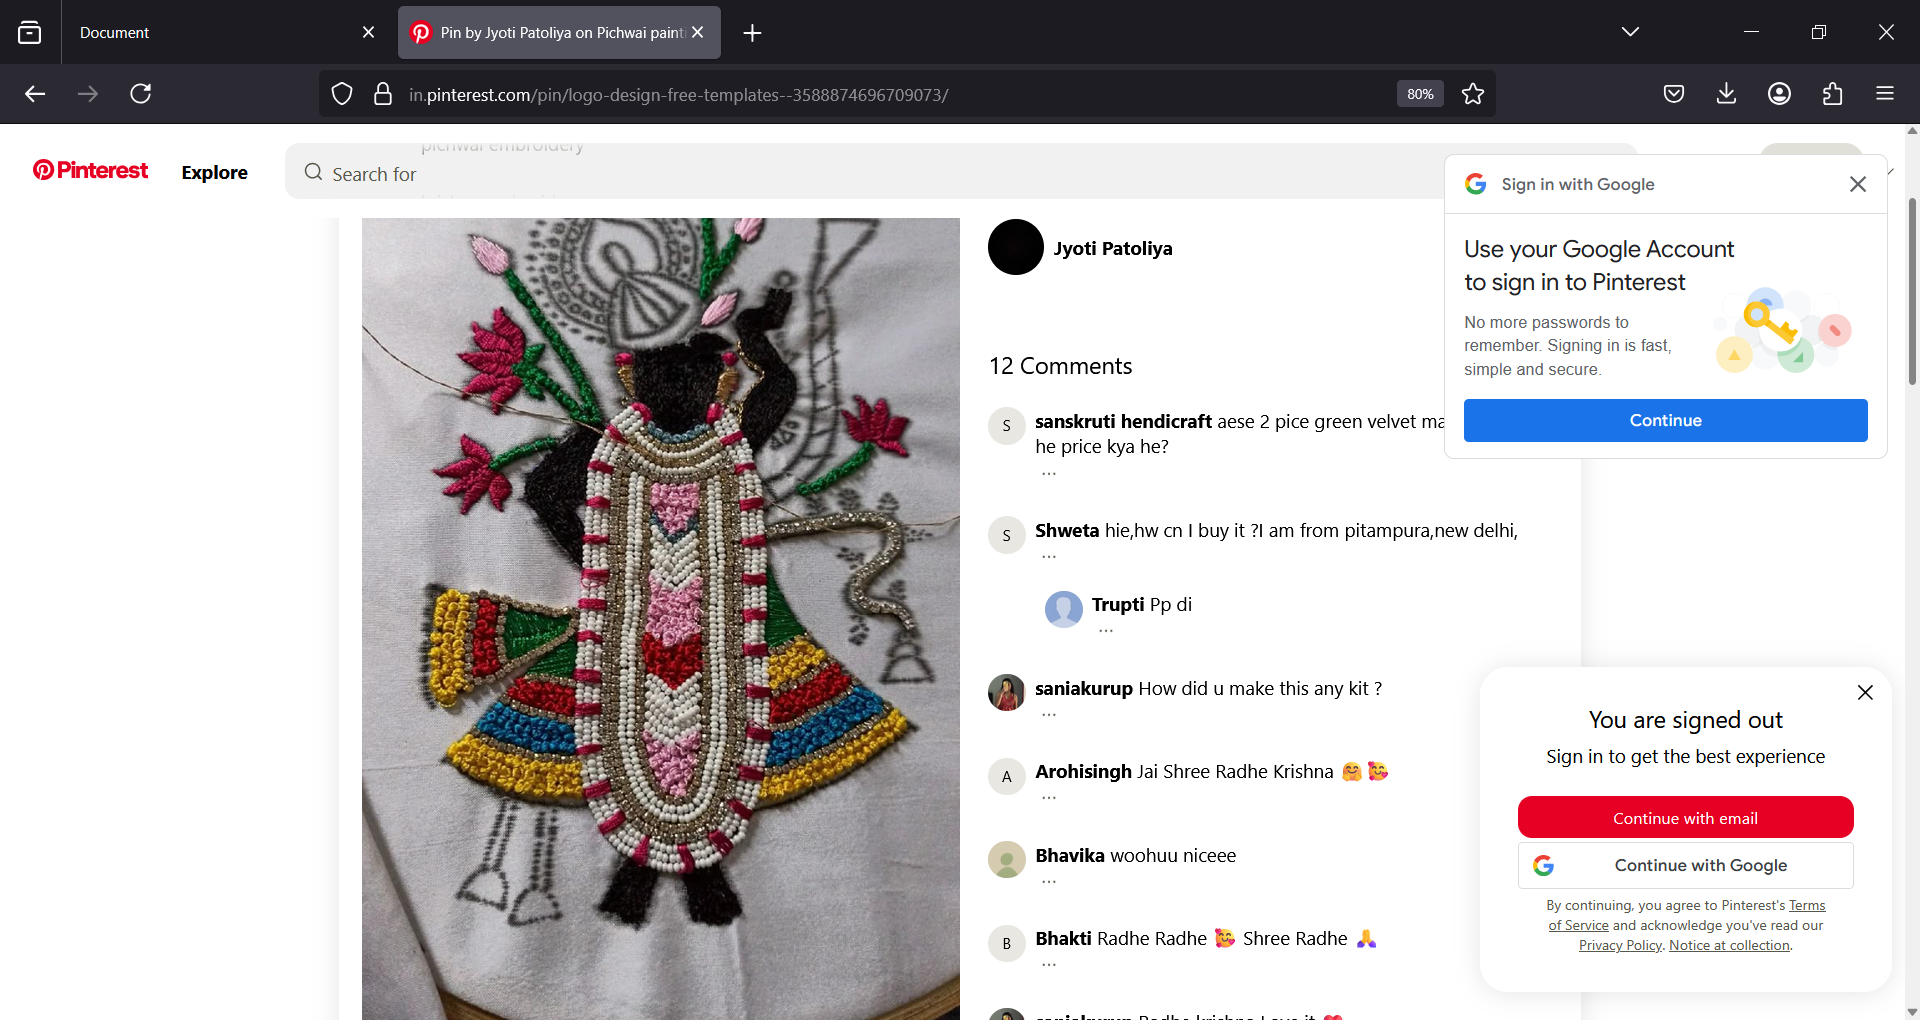 Document
Pin by Jyoti Patoliya on Pichwai paint
in.pinterest.com/pin/logo-design-free-templates--3588874696709073/
80%
Pinterest
Explore
pichwai embroidery
Search for
Sign in with Google
Use your Google Account
to sign in to Pinterest
No more passwords to
remember. Signing in is fast,
simple and secure.
Continue
Jyoti Patoliya
12 Comments
S
sanskruti hendicraft aese 2 pice green velvet ma
he price kya he?
...
S
Shweta hie,hw cn I buy it ?I am from pitampura,new delhi,
...
Trupti Pp di
...
saniakurup How did u make this any kit ?
...
A
Arohisingh Jai Shree Radhe Krishna 🤗 🥰
...
Bhavika woohuu niceee
...
B
Bhakti Radhe Radhe 🥰 Shree Radhe 🙏
...
saniakurup Radhe krishna Love it ❤️
You are signed out
Sign in to get the best experience
Continue with email
Continue with Google
By continuing, you agree to Pinterest's Terms
of Service and acknowledge you've read our
Privacy Policy. Notice at collection.